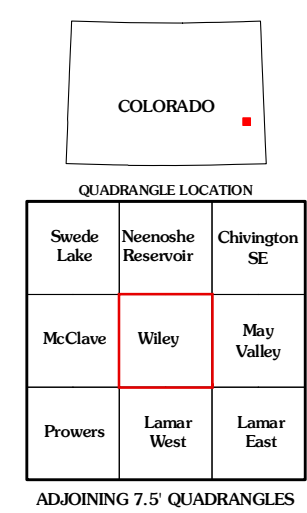 COLORADO
QUADRANGLE LOCATION
Swede
Lake
Neenoshe
Reservoir
Chivington
SE
McClave
Wiley
May
Valley
Prowers
Lamar
West
Lamar
East
ADJOINING 7.5' QUADRANGLES